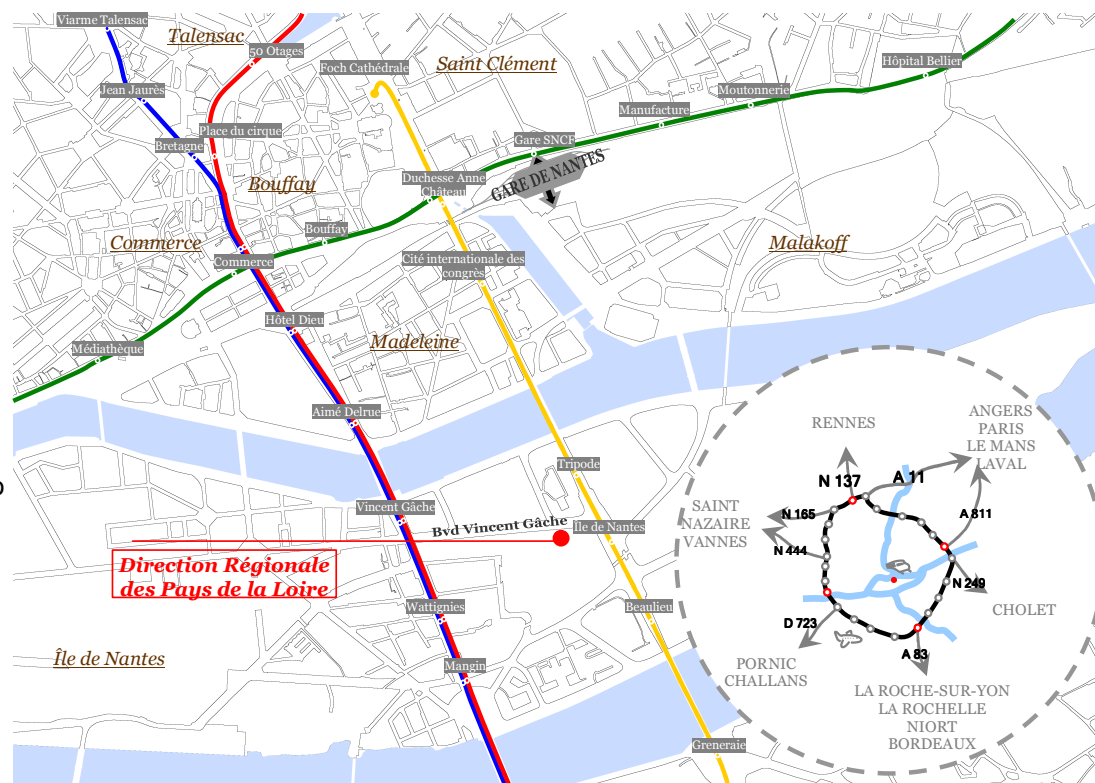 Viarme Talensac
Talensac
50 Otages
Foch Cathédrale
Saint Clément
Hôpital Bellier
Jean Jaurès
Moutonnerie
Manufacture
Place du cirque
Gare SNCF
Bretagne
GARE DE NANTES
Bouffay
Duchesse Anne
Château
Bouffay
Commerce
Malakoff
Commerce
Cité internationale des
congrès
Hôtel Dieu
Madeleine
Médiathèque
Aimé Delrue
Tripode
Vincent Gâche
Bvd Vincent Gâche
Île de Nantes
Direction Régionale
des Pays de la Loire
Wattignies
Beaulieu
Île de Nantes
Mangin
Greneraie
RENNES
ANGERS
PARIS
LE MANS
LAVAL
N 137
A 11
SAINT
NAZAIRE
VANNES
N 165
A 811
N 444
N 249
CHOLET
D 723
A 83
PORNIC
CHALLANS
LA ROCHE-SUR-YON
LA ROCHELLE
NIORT
BORDEAUX